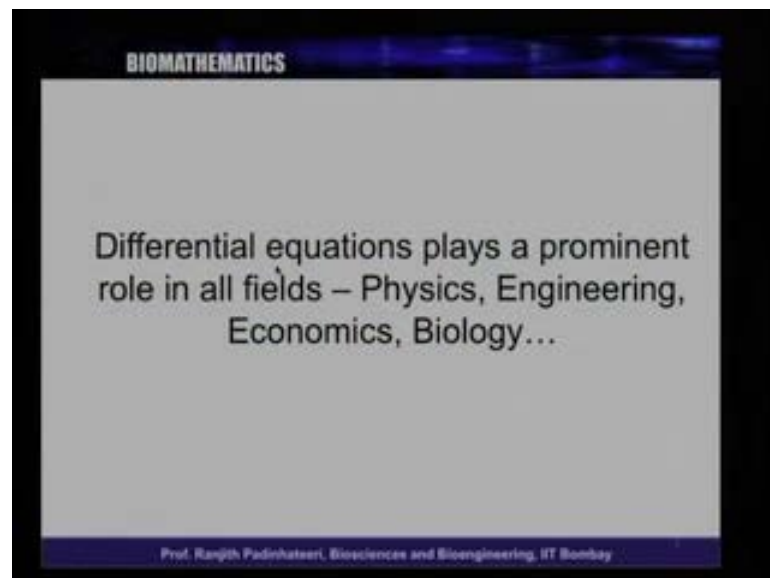 BIOMATHEMATICS
Differential equations plays a prominent
role in all fields – Physics, Engineering,
Economics, Biology…
Prof. Ranjith Padinhateeri, Biosciences and Bioengineering, IIT Bombay